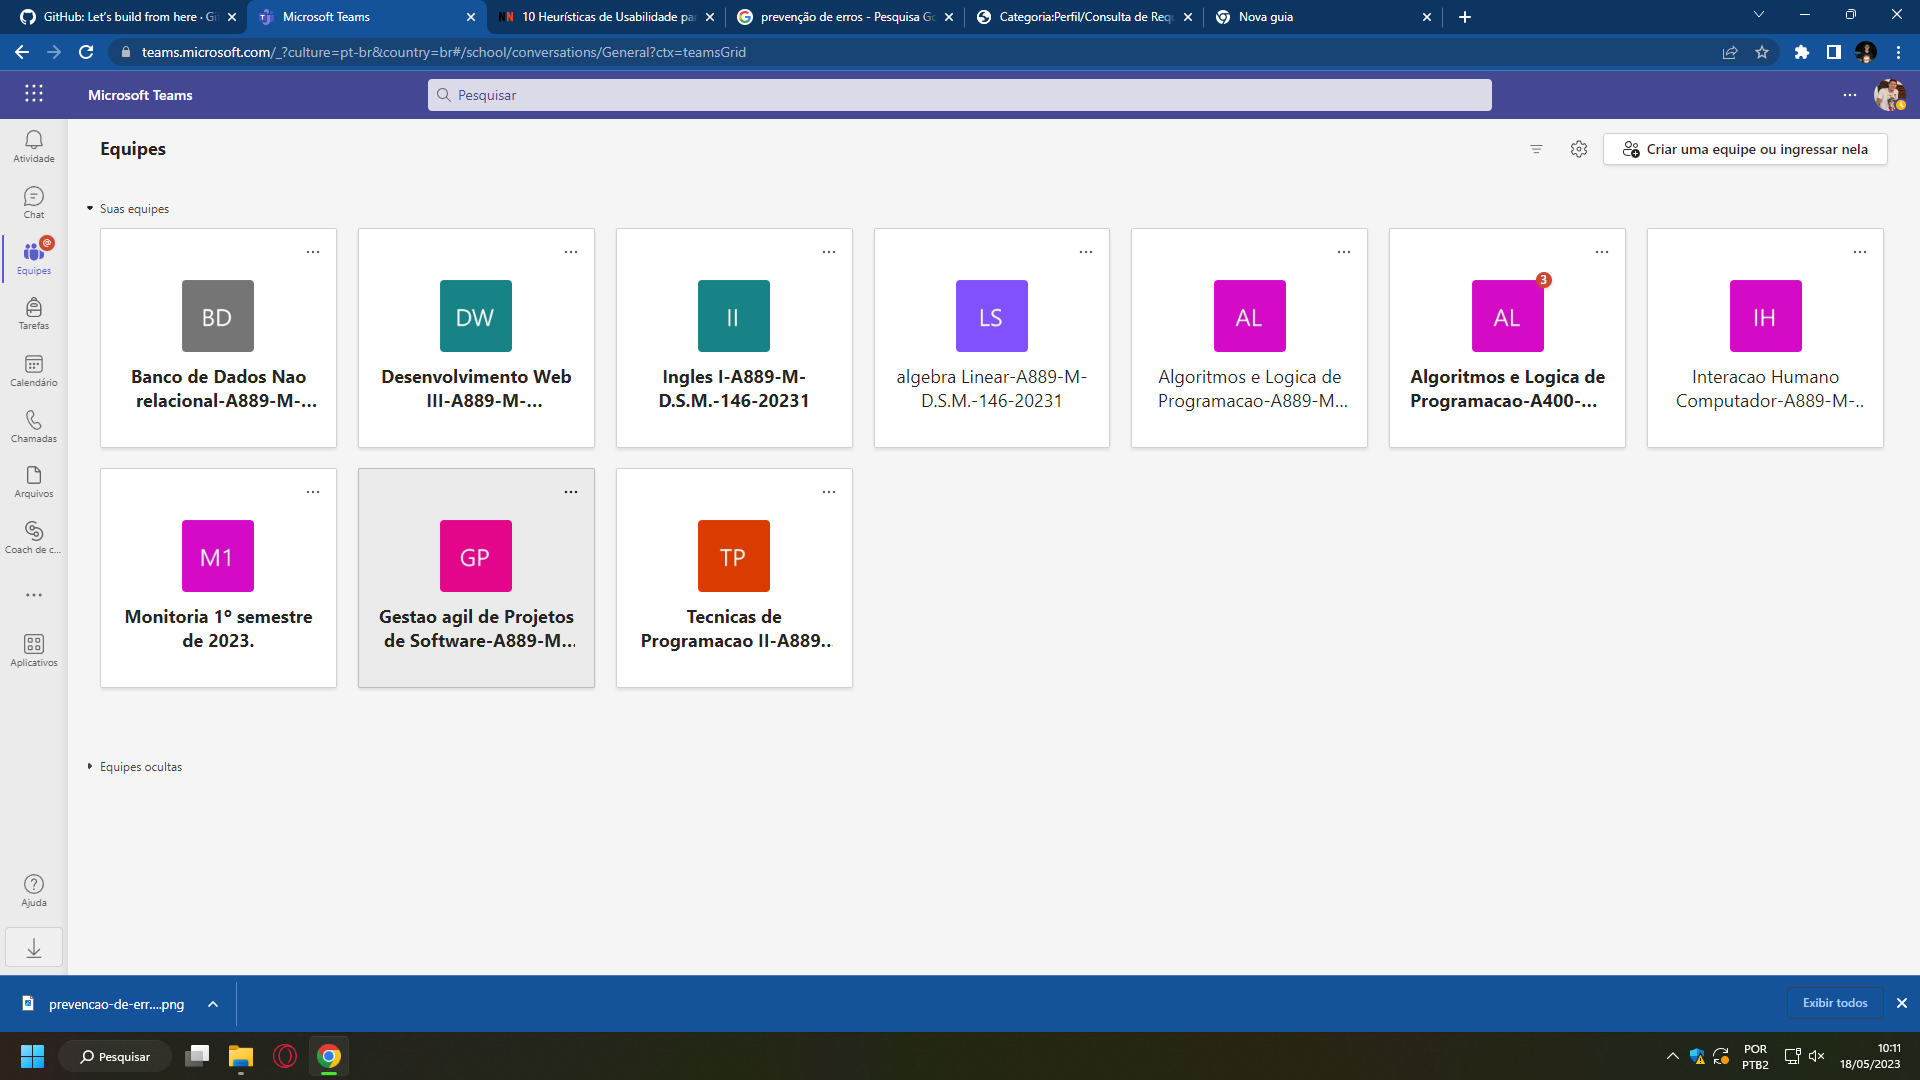 GitHub: Let's build from here · Gi
Microsoft Teams
10 Heurísticas de Usabilidade pa
prevenção de erros - Pesquisa Go
Categoria:Perfil/Consulta de Requ
Nova guia
teams.microsoft.com/_?culture=pt-br&country=br#/school/conversations/General?ctx=teamsGrid
Microsoft Teams
Pesquisar
Atividade
Chat
@
Equipes
Tarefas
Calendário
Chamadas
Arquivos
Coach de c...
Aplicativos
Ajuda
Equipes
Criar uma equipe ou ingressar nela
Suas equipes
BD
Banco de Dados Nao
relacional-A889-M-...
DW
Desenvolvimento Web
III-A889-M-...
II
Ingles I-A889-M-
D.S.M.-146-20231
LS
algebra Linear-A889-M-
D.S.M.-146-20231
AL
Algoritmos e Logica de
Programacao-A889-M...
3
AL
Algoritmos e Logica de
Programacao-A400-...
IH
Interacao Humano
Computador-A889-M-..
M1
Monitoria 1º semestre
de 2023.
GP
Gestao agil de Projetos
de Software-A889-M...
TP
Tecnicas de
Programacao II-A889..
Equipes ocultas
prevencao-de-err....png
Exibir todos
Pesquisar
POR
PTB2
10:11
18/05/2023